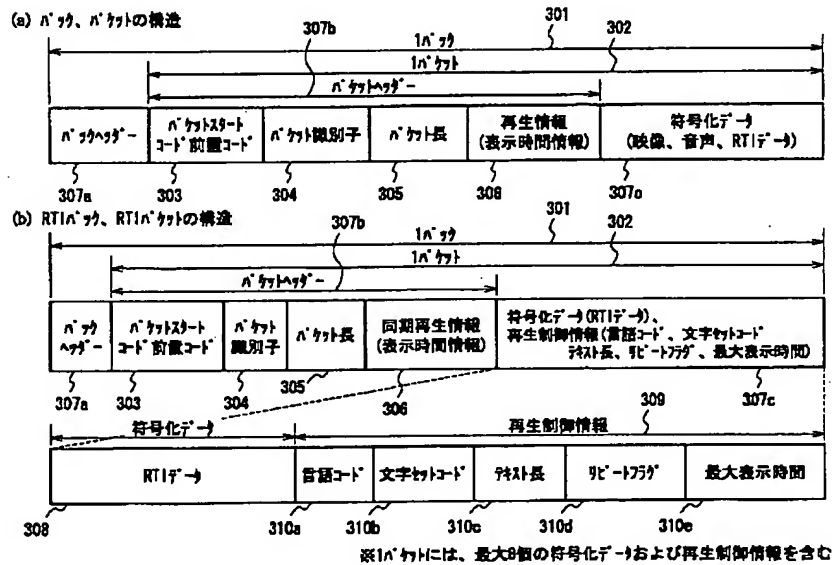 (a) パック、パケットの構造
307b
301
1パック
302
1パケット
パケットヘッダー
パックヘッダー
パケットスタート
コード前置コード
パケット識別子
パケット長
再生情報
(表示時間情報)
符号化データ
(映像、音声、RTIデータ)
307a
303
304
305
306
307c
(b) RTIパック、RTIパケットの構造
307b
301
1パック
302
1パケット
パケットヘッダー
パック
ヘッダー
パケットスタート
コード前置コード
パケット
識別子
パケット長
同期再生情報
(表示時間情報)
符号化データ(RTIデータ)、
再生制御情報(言語コード、文字セットコード
テキスト長、リピートフラグ、最大表示時間)
307a
303
304
305
306
307c
符号化データ
309
再生制御情報
RTIデータ
言語コード
文字セットコード
テキスト長
リピートフラグ
最大表示時間
308
310a
310b
310c
310d
310e
※1パケットには、最大8個の符号化データおよび再生制御情報を含む